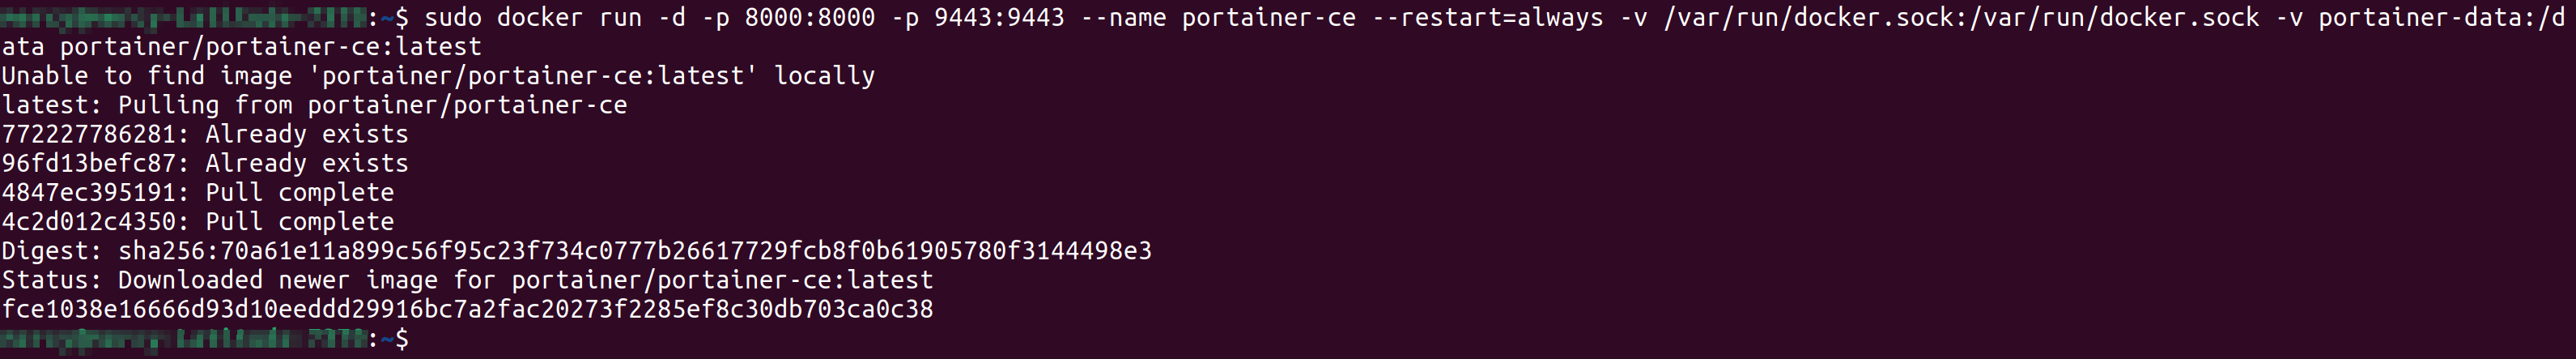 :~$ sudo docker run -d -p 8000:8000 -p 9443:9443 --name portainer-ce --restart=always -v /var/run/docker.sock:/var/run/docker.sock -v portainer-data:/d
ata portainer/portainer-ce:latest
Unable to find image 'portainer/portainer-ce:latest' locally
latest: Pulling from portainer/portainer-ce
772227786281: Already exists
96fd13befc87: Already exists
4847ec395191: Pull complete
4c2d012c4350: Pull complete
Digest: sha256:70a61e11a899c56f95c23f734c0777b26617729fcb8f0b61905780f3144498e3
Status: Downloaded newer image for portainer/portainer-ce:latest
fce1038e16666d93d10eeddd29916bc7a2fac20273f2285ef8c30db703ca0c38
:~$